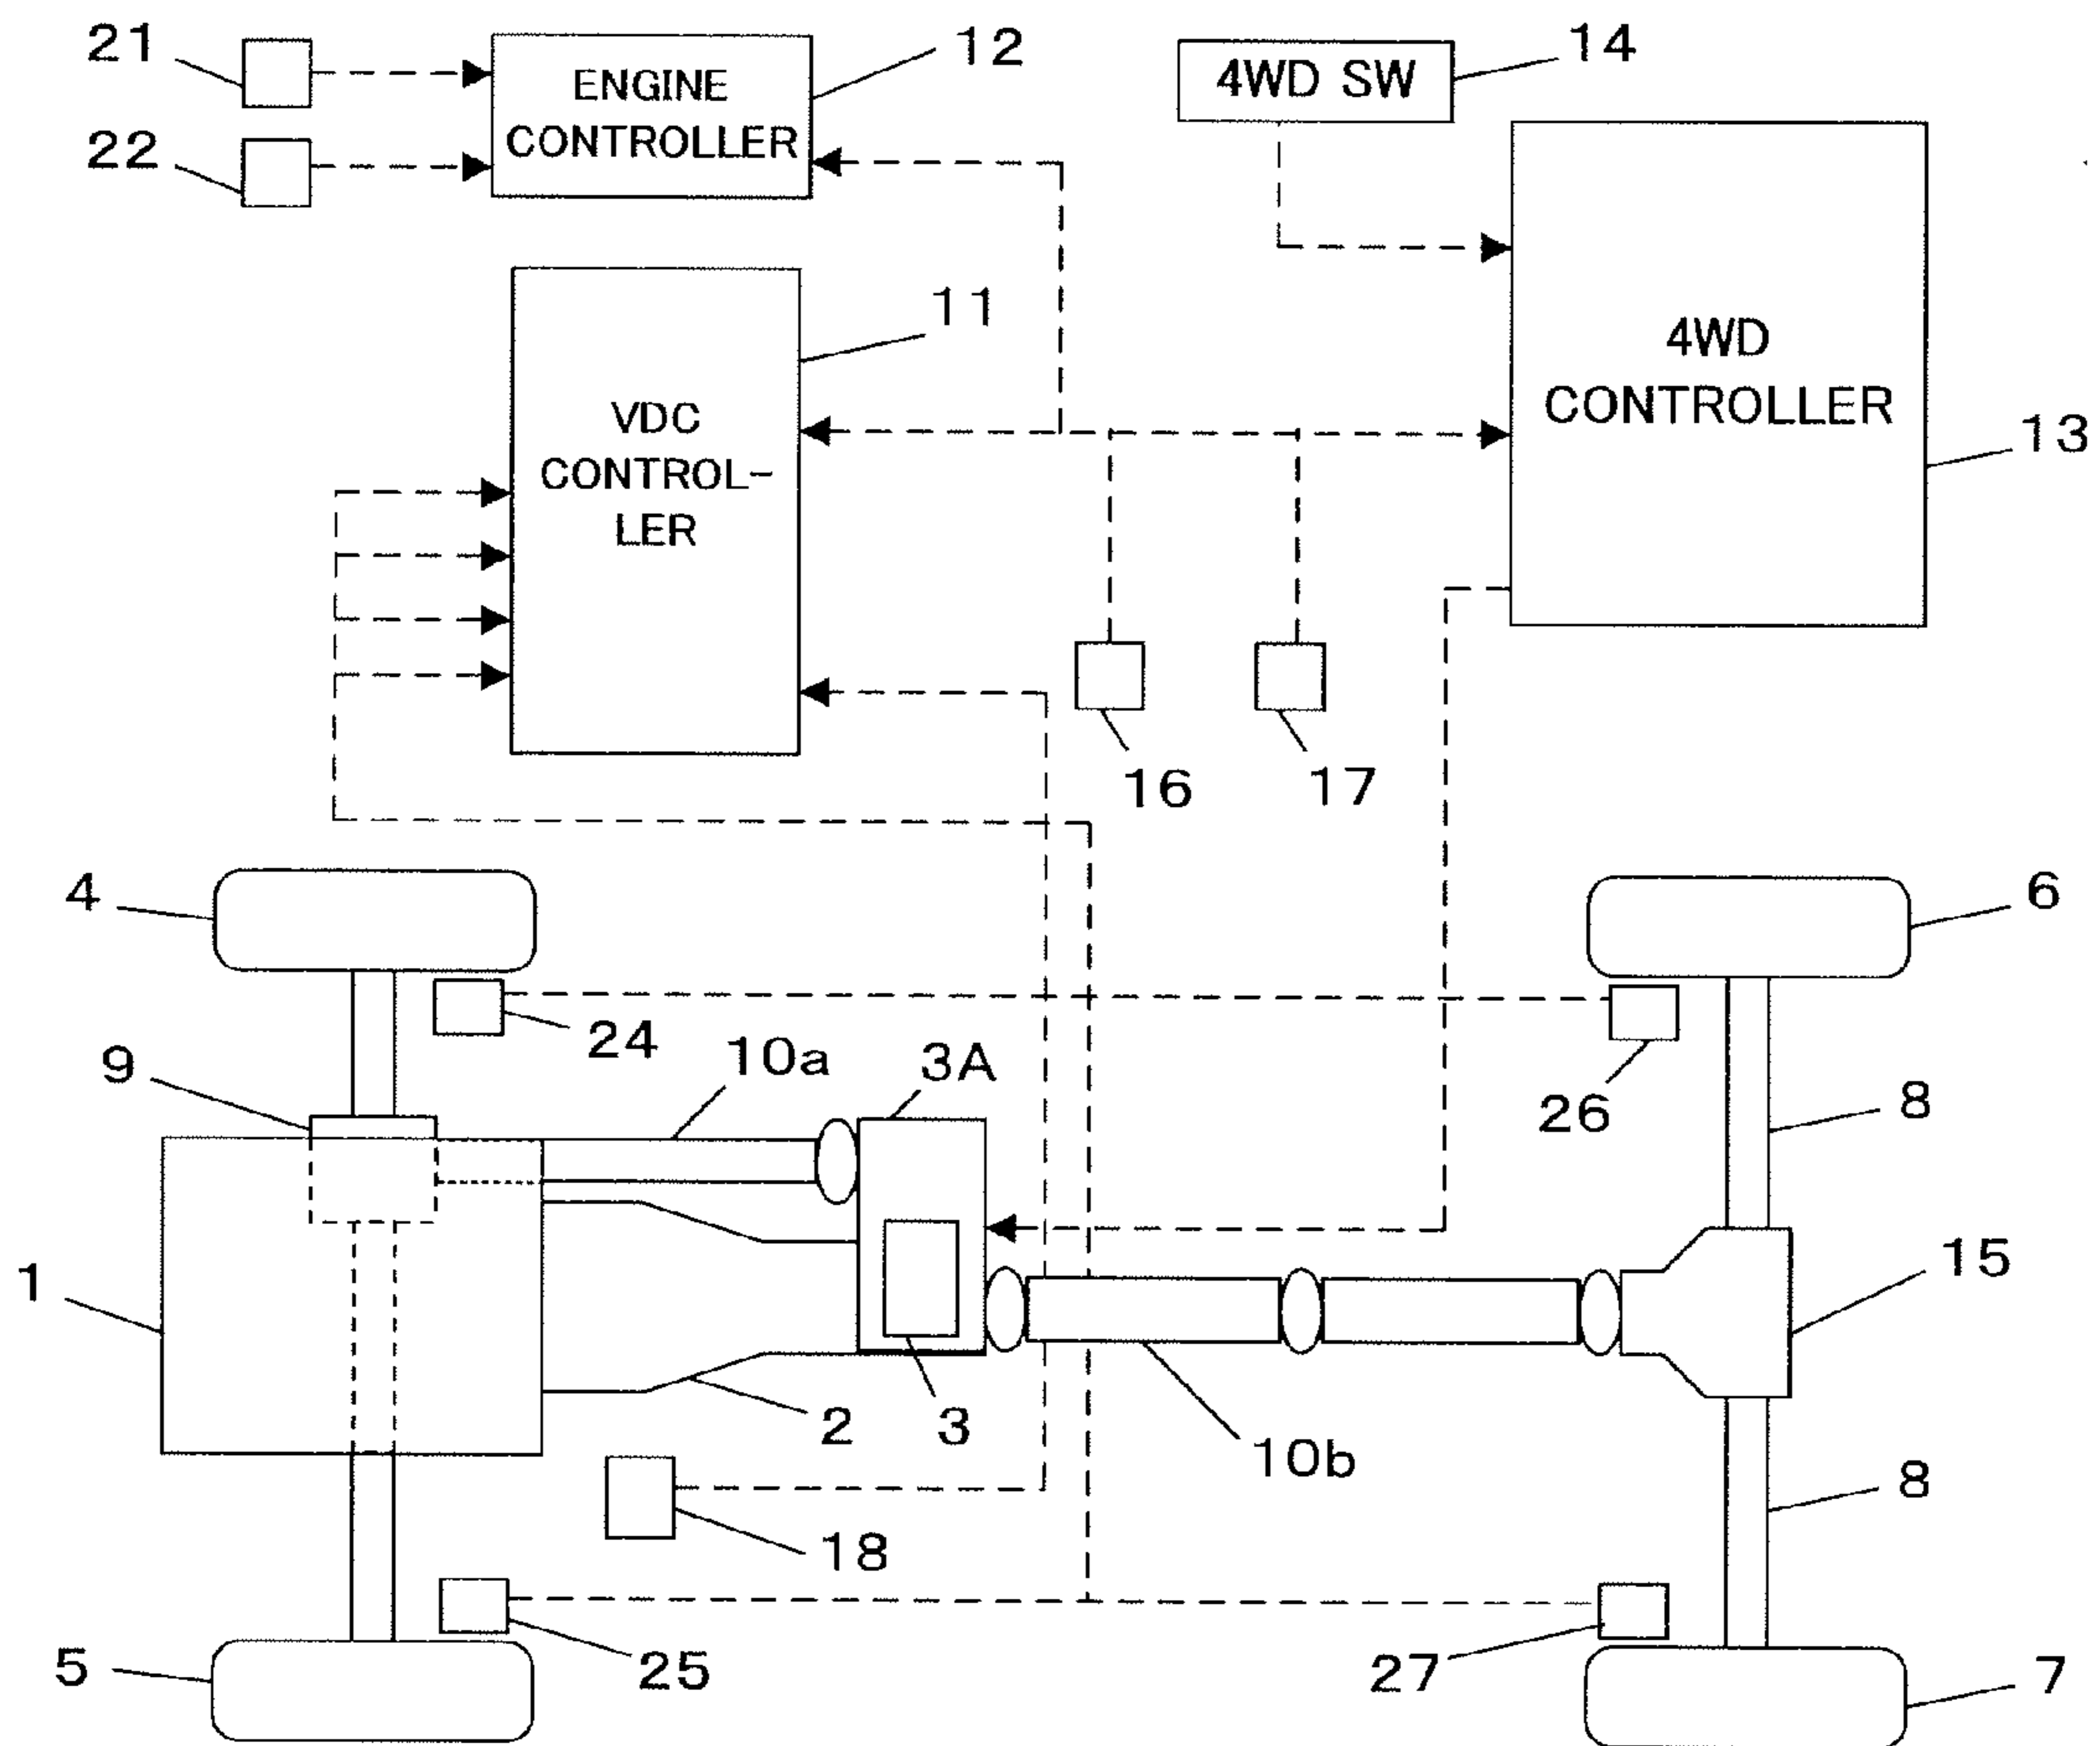 21
12
14
ENGINE
CONTROLLER
4WD SW
22
11
4WD
CONTROLLER
VDC
CONTROL-
LER
13
16
17
4
6
24
10a
3A
9
26
8
1
15
2
3
10b
8
18
5
25
27
7